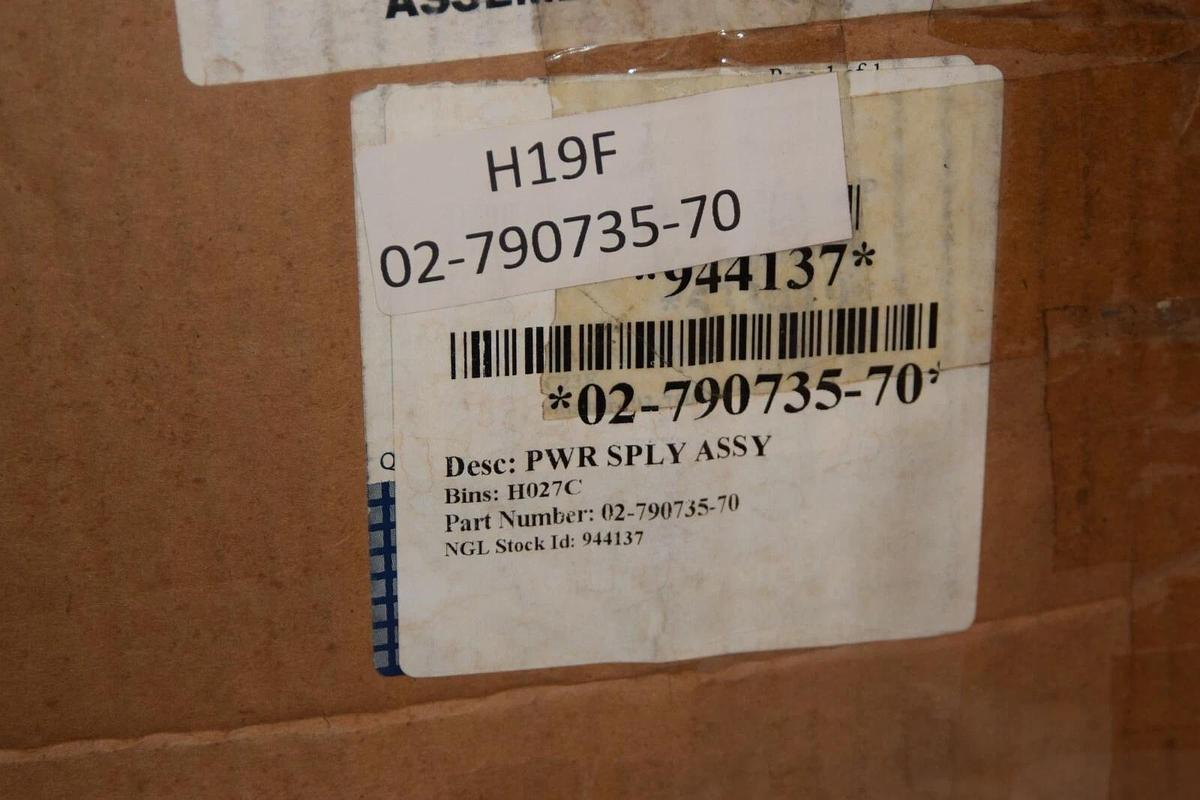 H19F
02-790735-70
*944137*
*02-790735-70*
Q
Desc: PWR SPLY ASSY
Bins: H027C
Part Number: 02-790735-70
NGL Stock Id: 944137